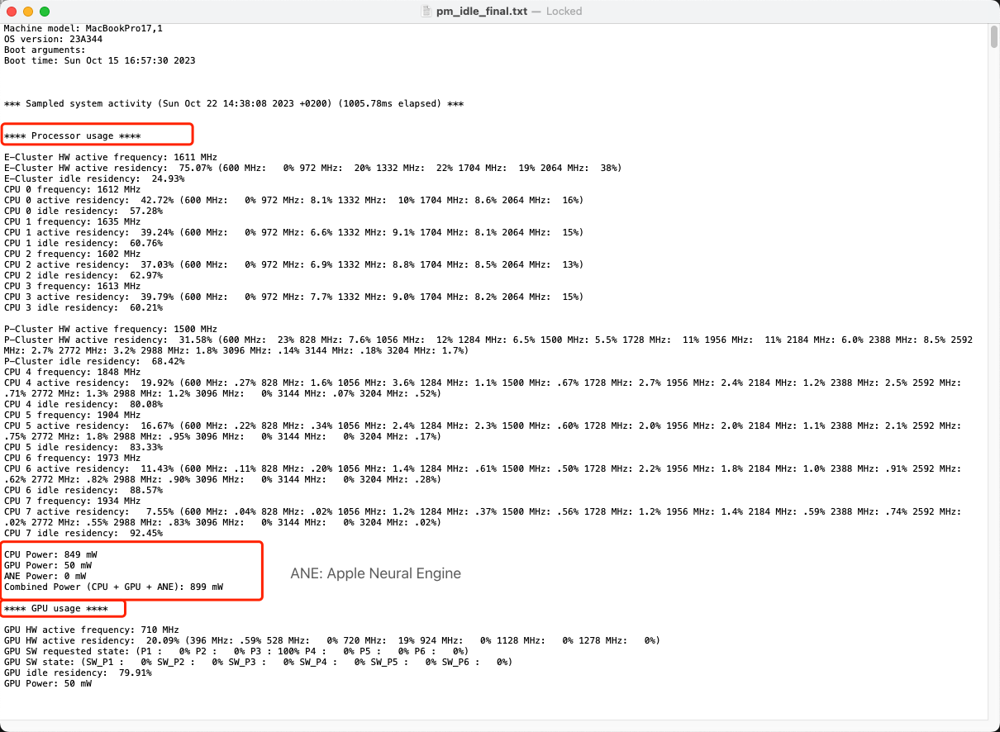 pm_idle_final.txt — Locked
Machine model: MacBookPro17,1
OS version: 23A344
Boot arguments:
Boot time: Sun Oct 15 16:57:30 2023
*** Sampled system activity (Sun Oct 22 14:38:08 2023 +0200) (1005.78ms elapsed) ***
**** Processor usage ****
E-Cluster HW active frequency: 1611 MHz
E-Cluster HW active residency:  75.07% (600 MHz:   0% 972 MHz:  20% 1332 MHz:  22% 1704 MHz:  19% 2064 MHz:  38%)
E-Cluster idle residency:  24.93%
CPU 0 frequency: 1612 MHz
CPU 0 active residency:  42.72% (600 MHz:   0% 972 MHz: 8.1% 1332 MHz:  10% 1704 MHz: 8.6% 2064 MHz:  16%)
CPU 0 idle residency:  57.28%
CPU 1 frequency: 1635 MHz
CPU 1 active residency:  39.24% (600 MHz:   0% 972 MHz: 6.6% 1332 MHz: 9.1% 1704 MHz: 8.1% 2064 MHz:  15%)
CPU 1 idle residency:  60.76%
CPU 2 frequency: 1602 MHz
CPU 2 active residency:  37.03% (600 MHz:   0% 972 MHz: 6.9% 1332 MHz: 8.8% 1704 MHz: 8.5% 2064 MHz:  13%)
CPU 2 idle residency:  62.97%
CPU 3 frequency: 1613 MHz
CPU 3 active residency:  39.79% (600 MHz:   0% 972 MHz: 7.7% 1332 MHz: 9.0% 1704 MHz: 8.2% 2064 MHz:  15%)
CPU 3 idle residency:  60.21%
P-Cluster HW active frequency: 1500 MHz
P-Cluster HW active residency:  31.58% (600 MHz:  23% 828 MHz: 7.6% 1056 MHz:  12% 1284 MHz: 6.5% 1500 MHz: 5.5% 1728 MHz:  11% 1956 MHz:  11% 2184 MHz: 6.0% 2388 MHz: 8.5% 2592
MHz: 2.7% 2772 MHz: 3.2% 2988 MHz: 1.8% 3096 MHz: .14% 3144 MHz: .18% 3204 MHz: 1.7%)
P-Cluster idle residency:  68.42%
CPU 4 frequency: 1848 MHz
CPU 4 active residency:  19.92% (600 MHz: .27% 828 MHz: 1.6% 1056 MHz: 3.6% 1284 MHz: 1.1% 1500 MHz: .67% 1728 MHz: 2.7% 1956 MHz: 2.4% 2184 MHz: 1.2% 2388 MHz: 2.5% 2592 MHz:
.71% 2772 MHz: 1.3% 2988 MHz: 1.2% 3096 MHz:   0% 3144 MHz: .07% 3204 MHz: .52%)
CPU 4 idle residency:  80.08%
CPU 5 frequency: 1904 MHz
CPU 5 active residency:  16.67% (600 MHz: .22% 828 MHz: .34% 1056 MHz: 2.4% 1284 MHz: 2.3% 1500 MHz: .60% 1728 MHz: 2.0% 1956 MHz: 2.0% 2184 MHz: 1.1% 2388 MHz: 2.1% 2592 MHz:
.75% 2772 MHz: 1.8% 2988 MHz: .95% 3096 MHz:   0% 3144 MHz:   0% 3204 MHz: .17%)
CPU 5 idle residency:  83.33%
CPU 6 frequency: 1973 MHz
CPU 6 active residency:  11.43% (600 MHz: .11% 828 MHz: .20% 1056 MHz: 1.4% 1284 MHz: .61% 1500 MHz: .50% 1728 MHz: 2.2% 1956 MHz: 1.8% 2184 MHz: 1.0% 2388 MHz: .91% 2592 MHz:
.62% 2772 MHz: .82% 2988 MHz: .90% 3096 MHz:   0% 3144 MHz:   0% 3204 MHz: .28%)
CPU 6 idle residency:  88.57%
CPU 7 frequency: 1934 MHz
CPU 7 active residency:   7.55% (600 MHz: .04% 828 MHz: .02% 1056 MHz: 1.2% 1284 MHz: .37% 1500 MHz: .56% 1728 MHz: 1.2% 1956 MHz: 1.4% 2184 MHz: .59% 2388 MHz: .74% 2592 MHz:
.02% 2772 MHz: .55% 2988 MHz: .83% 3096 MHz:   0% 3144 MHz:   0% 3204 MHz: .02%)
CPU 7 idle residency:  92.45%
CPU Power: 849 mW
GPU Power: 50 mW
ANE Power: 0 mW
ANE: Apple Neural Engine
Combined Power (CPU + GPU + ANE): 899 mW
**** GPU usage ****
GPU HW active frequency: 710 MHz
GPU HW active residency:  20.09% (396 MHz: .59% 528 MHz:   0% 720 MHz:  19% 924 MHz:   0% 1128 MHz:   0% 1278 MHz:   0%)
GPU SW requested state: (P1 :   0% P2 :   0% P3 : 100% P4 :   0% P5 :   0% P6 :   0%)
GPU SW state: (SW_P1 :   0% SW_P2 :   0% SW_P3 :   0% SW_P4 :   0% SW_P5 :   0% SW_P6 :   0%)
GPU idle residency:  79.91%
GPU Power: 50 mW